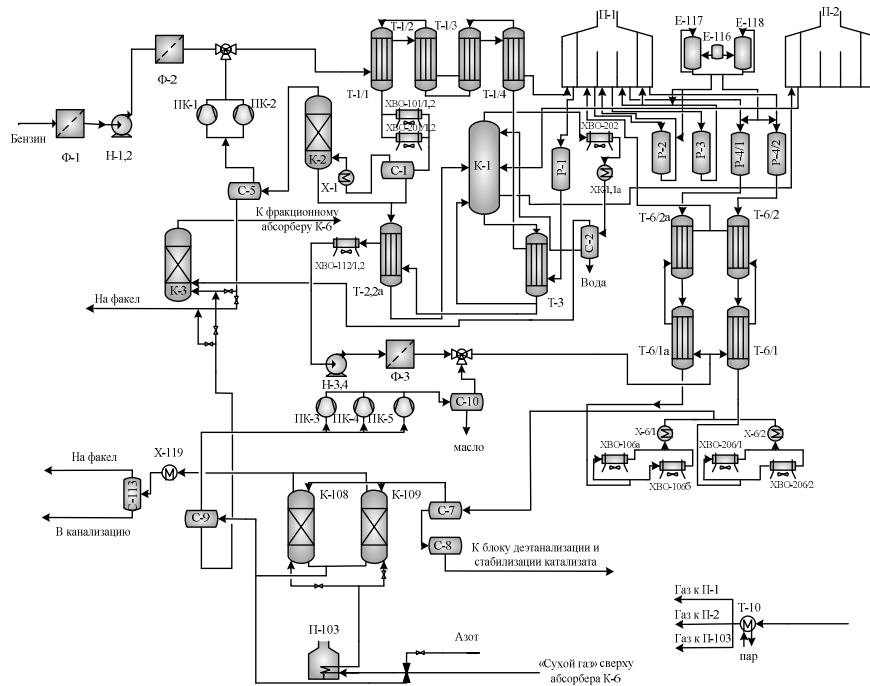 П-1
П-2
Е-117
Е-118
Е-116
Т-1/2
Т-1/3
Ф-2
ПК-1
ПК-2
Т-1/1
Т-1/4
ХВО-101/1,2
ХВО-201/1,2
ХВО-202
Бензин
Ф-1
Н-1,2
К-2
Х-1
С-1
К-1
Р-1
ХК-1,1а
Р-2
Р-3
Р-4/1
Р-4/2
С-5
К фракционному
абсорберу К-6
Т-6/2а
Т-6/2
ХВО-112/1,2
С-2
Вода
К-3
Т-2,2а
Т-3
На факел
Т-6/1а
Т-6/1
Н-3,4
Ф-3
ПК-3
ПК-4
ПК-5
С-10
масло
Х-6/1
Х-6/2
ХВО-106а
ХВО-206/1
ХВО-106б
ХВО-206/2
На факел
Х-119
С-113
К-108
К-109
С-9
С-7
С-8
В канализацию
К блоку деэтанализации и
стабилизации катализата
П-103
Азот
«Сухой газ» сверху
абсорбера К-6
Газ к П-1
Газ к П-2
Газ к П-103
Т-10
пар